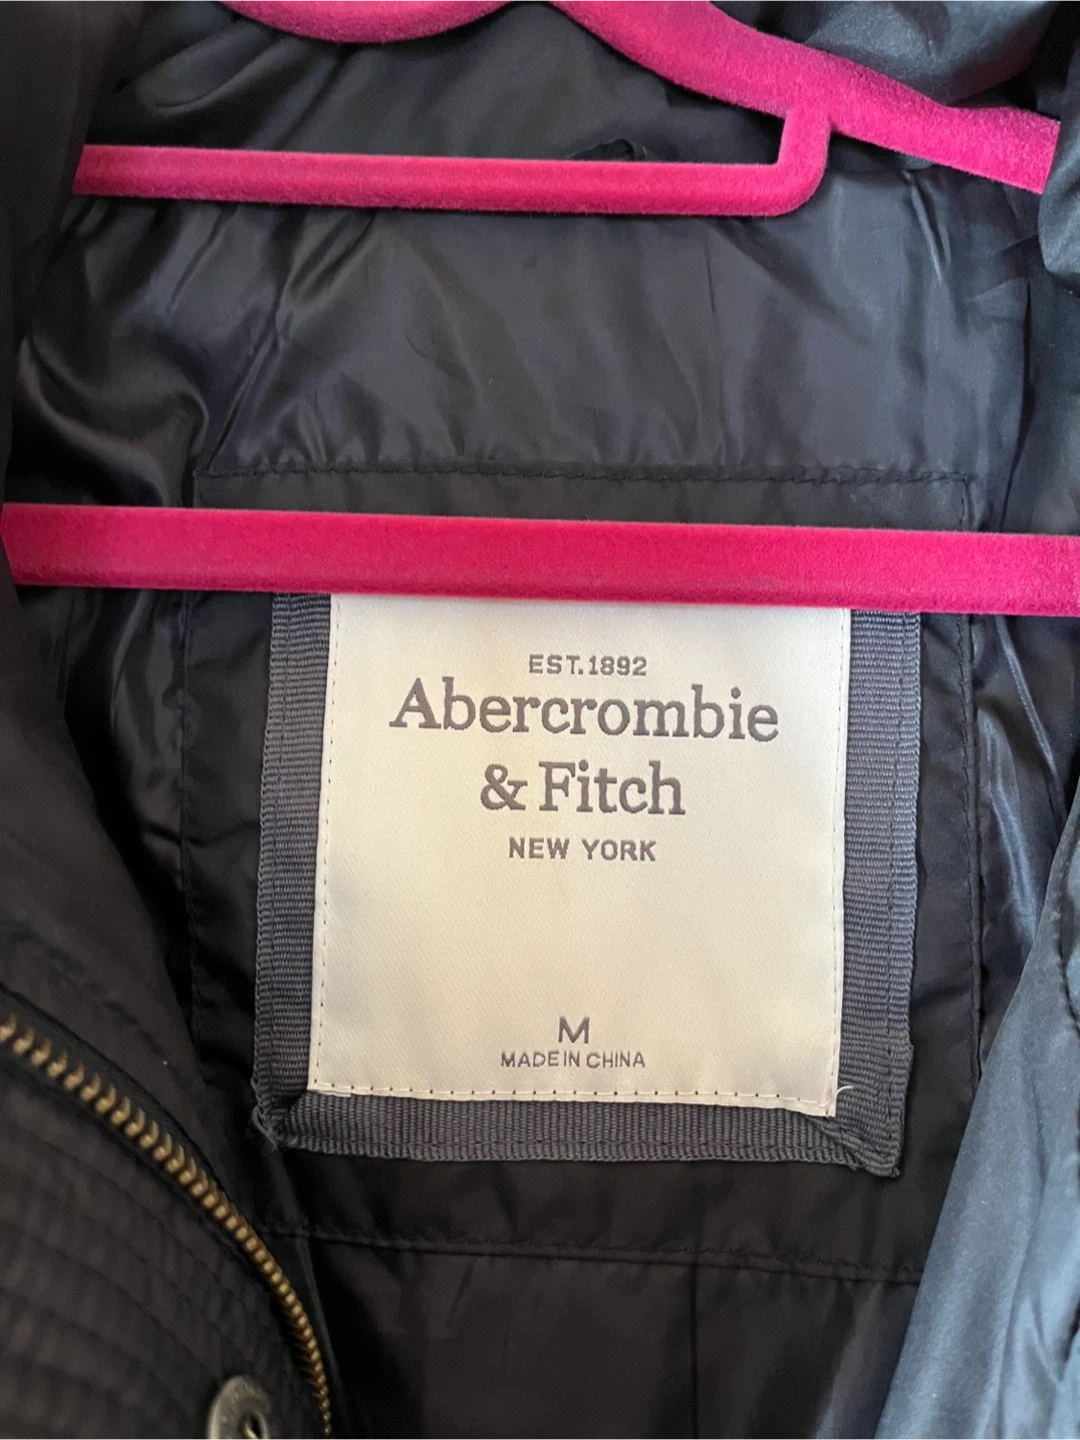 EST.1892
Abercrombie
& Fitch
NEW YORK
M
MADE IN CHINA